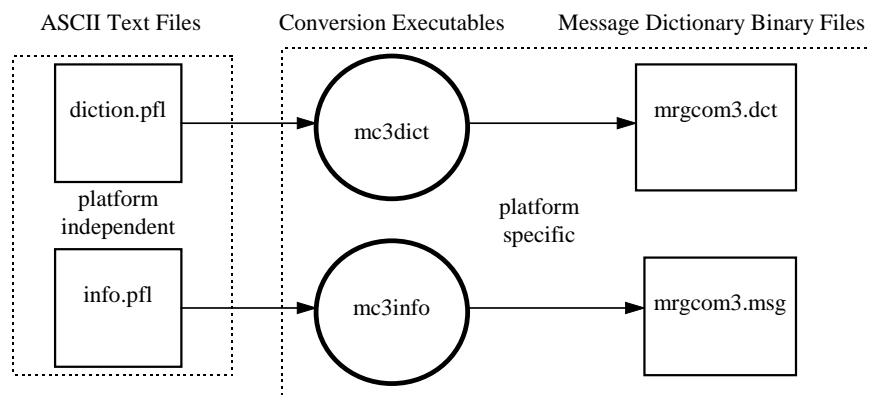 ASCII Text Files
Conversion Executables
Message Dictionary Binary Files
diction.pfl
mc3dict
mrgcom3.dct
platform
independent
platform
specific
info.pfl
mc3info
mrgcom3.msg